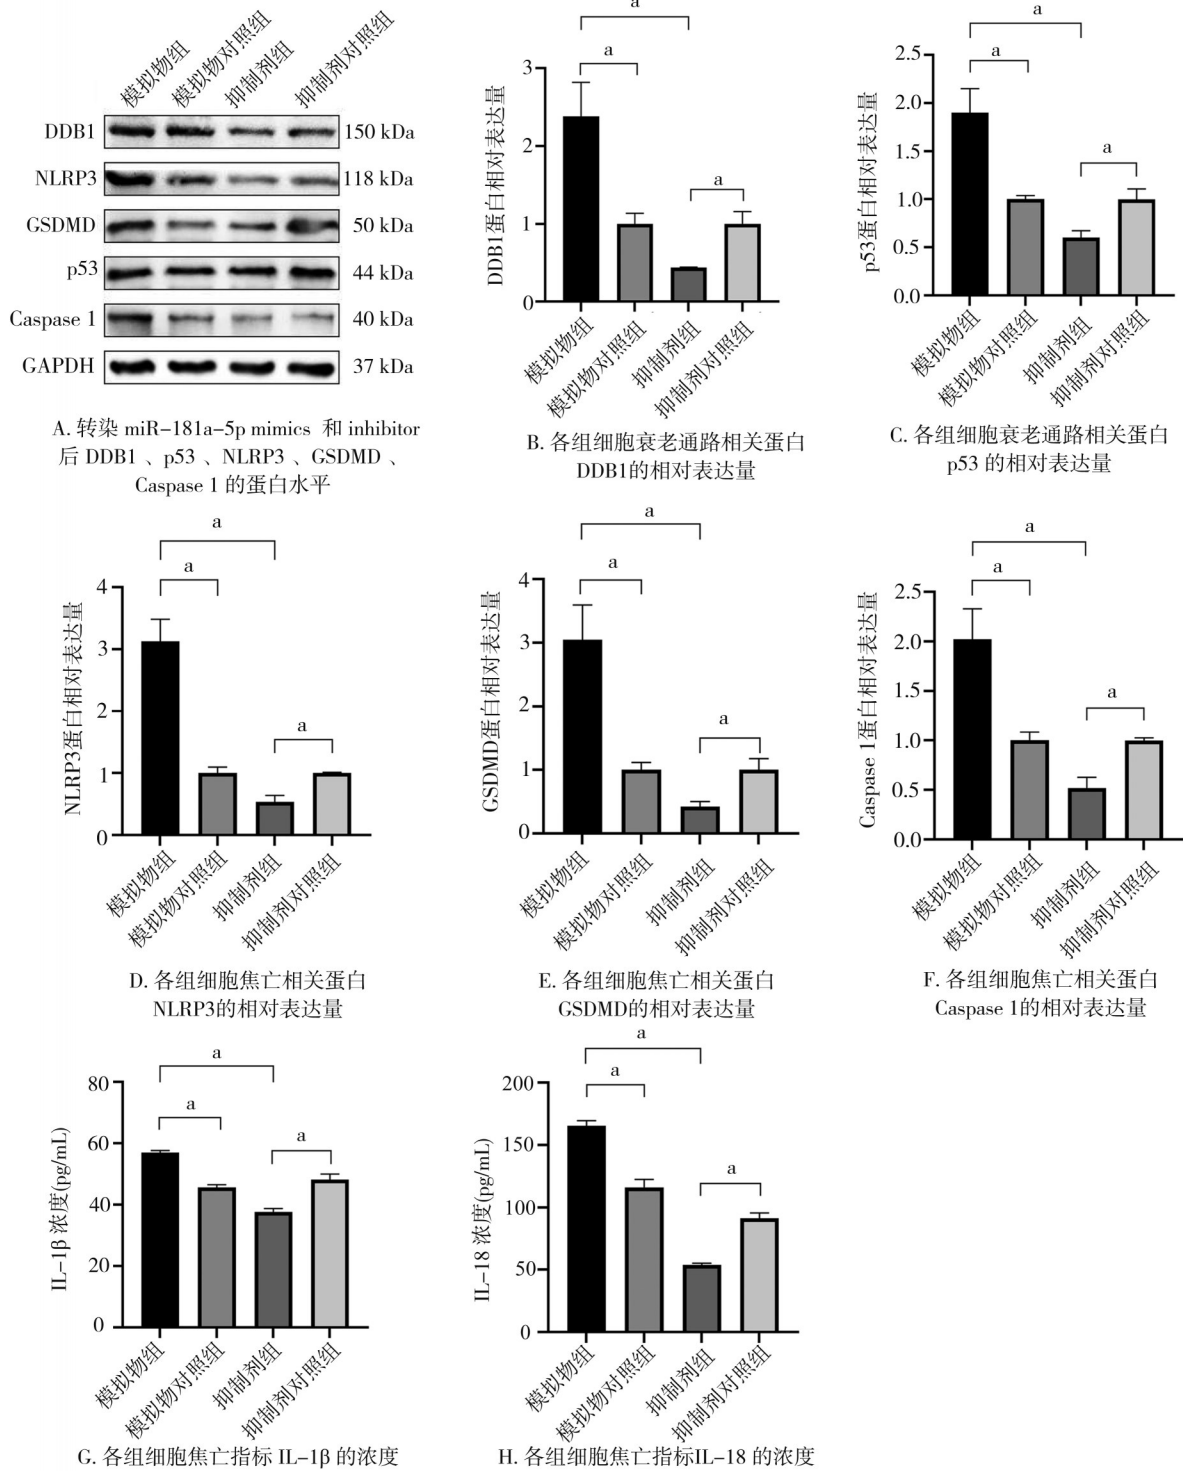 模拟物组
模拟物对照组
抑制剂组
抑制剂对照组
DDB1 150 kDa
NLRP3 118 kDa
GSDMD 50 kDa
p53 44 kDa
Caspase 1 40 kDa
GAPDH 37 kDa
A. 转染 miR-181a-5p mimics 和 inhibitor
后 DDB1 、p53 、NLRP3 、GSDMD 、
Caspase 1 的蛋白水平
DDB1蛋白相对表达量
3
2
1
0
a
a
a
模拟物组
模拟物对照组
抑制剂组
抑制剂对照组
B. 各组细胞衰老通路相关蛋白
DDB1的相对表达量
p53蛋白相对表达量
2.5
2.0
1.5
1.0
0.5
0.0
a
a
a
模拟物组
模拟物对照组
抑制剂组
抑制剂对照组
C. 各组细胞衰老通路相关蛋白
p53 的相对表达量
NLRP3蛋白相对表达量
4
3
2
1
0
a
a
a
模拟物组
模拟物对照组
抑制剂组
抑制剂对照组
D. 各组细胞焦亡相关蛋白
NLRP3的相对表达量
GSDMD蛋白相对表达量
4
3
2
1
0
a
a
a
模拟物组
模拟物对照组
抑制剂组
抑制剂对照组
E. 各组细胞焦亡相关蛋白
GSDMD的相对表达量
Caspase 1蛋白相对表达量
2.5
2.0
1.5
1.0
0.5
0.0
a
a
a
模拟物组
模拟物对照组
抑制剂组
抑制剂对照组
F. 各组细胞焦亡相关蛋白
Caspase 1的相对表达量
IL-1β 浓度(pg/mL)
80
60
40
20
0
a
a
a
模拟物组
模拟物对照组
抑制剂组
抑制剂对照组
G. 各组细胞焦亡指标 IL-1β 的浓度
IL-18 浓度(pg/mL)
200
150
100
50
0
a
a
a
模拟物组
模拟物对照组
抑制剂组
抑制剂对照组
H. 各组细胞焦亡指标IL-18 的浓度